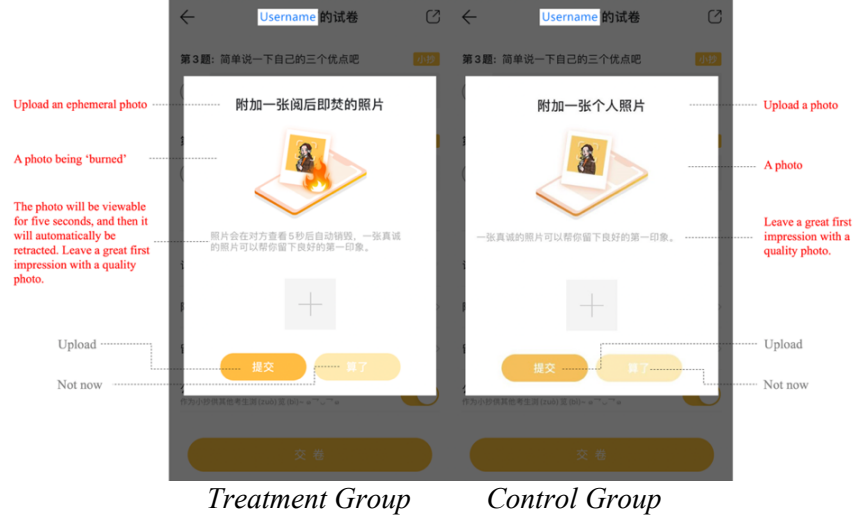 Username 的试卷
第3题: 简单说一下自己的三个优点吧
小抄
附加一张阅后即焚的照片
照片会在对方查看5秒后自动销毁，一张真诚
的照片可以帮你留下良好的第一印象。
提交
算了
交卷
Username 的试卷
第3题: 简单说一下自己的三个优点吧
小抄
附加一张个人照片
一张真诚的照片可以帮你留下良好的第一印象。
提交
算了
交卷
Upload an ephemeral photo
A photo being ‘burned’
The photo will be viewable
for five seconds, and then it
will automatically be
retracted. Leave a great first
impression with a quality
photo.
Upload
Not now
Upload a photo
A photo
Leave a great first
impression with a
quality photo.
Upload
Not now
Treatment Group
Control Group